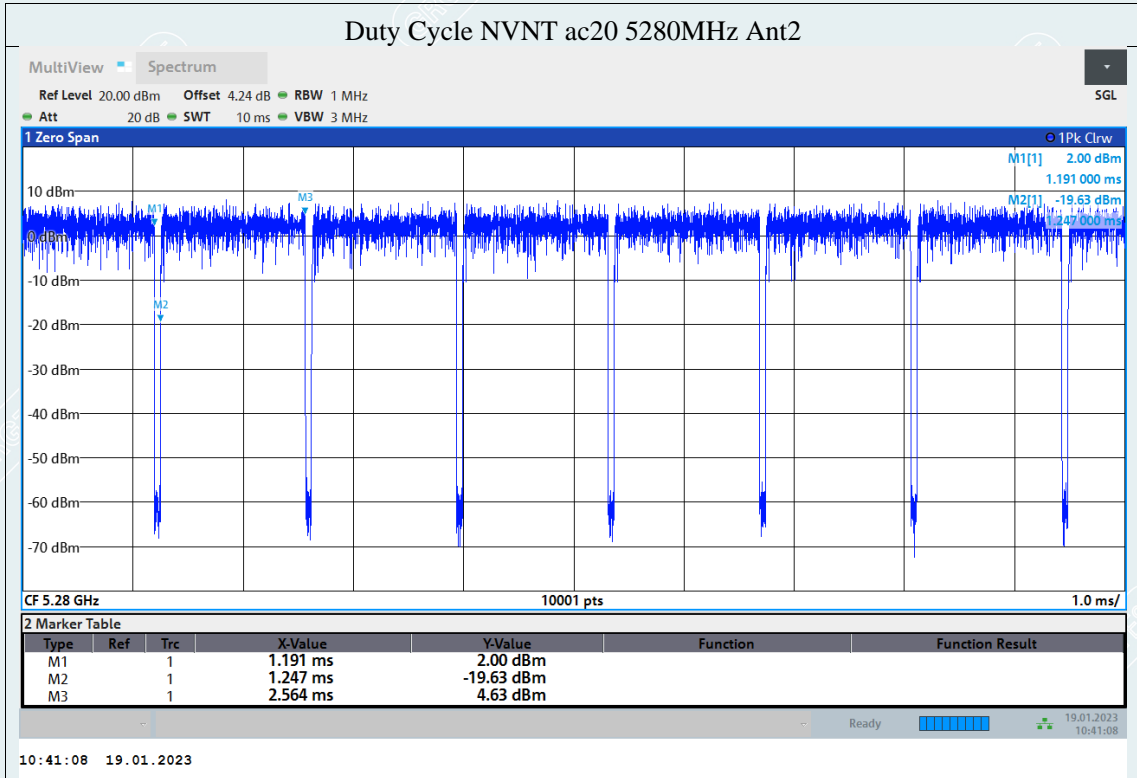 Duty Cycle NVNT ac20 5280MHz Ant2
MultiView Spectrum
Ref Level 20.00 dBm Offset 4.24 dB RBW 1 MHz SGL
Att 20 dB SWT 10 ms VBW 3 MHz
1 Zero Span 1Pk Clrw
M1[1] 2.00 dBm
1.191 000 ms
M2[1] -19.63 dBm
1.247 000 ms
10 dBm
M1
M3
0 dBm
-10 dBm
M2
-20 dBm
-30 dBm
-40 dBm
-50 dBm
-60 dBm
-70 dBm
CF 5.28 GHz 10001 pts 1.0 ms/
2 Marker Table
Type Ref Trc X-Value Y-Value Function Function Result
M1 1 1.191 ms 2.00 dBm
M2 1 1.247 ms -19.63 dBm
M3 1 2.564 ms 4.63 dBm
Ready 19.01.2023
10:41:08
10:41:08 19.01.2023